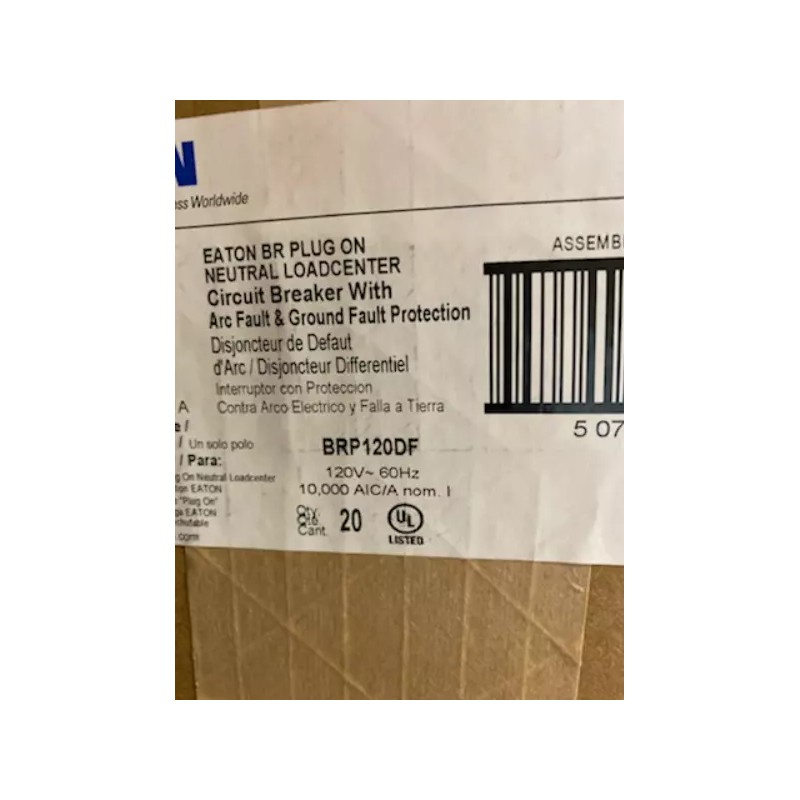 N
ss Worldwide
EATON BR PLUG ON
NEUTRAL LOADCENTER
Circuit Breaker With
Arc Fault & Ground Fault Protection
Disjoncteur de Defaut
d'Arc / Disjoncteur Differentiel
Interruptor con Proteccion
Contra Arco Electrico y Falla a Tierra
ASSEMB
5 07
A
e /
/ Un solo polo
/ Para:
g On Neutral Loadcenter
EATON
"Plug On"
EATON
.com
BRP120DF
120V~ 60Hz
10,000 AIC/A nom. I
Qty.
Qté
Cant.
20
UL
LISTED